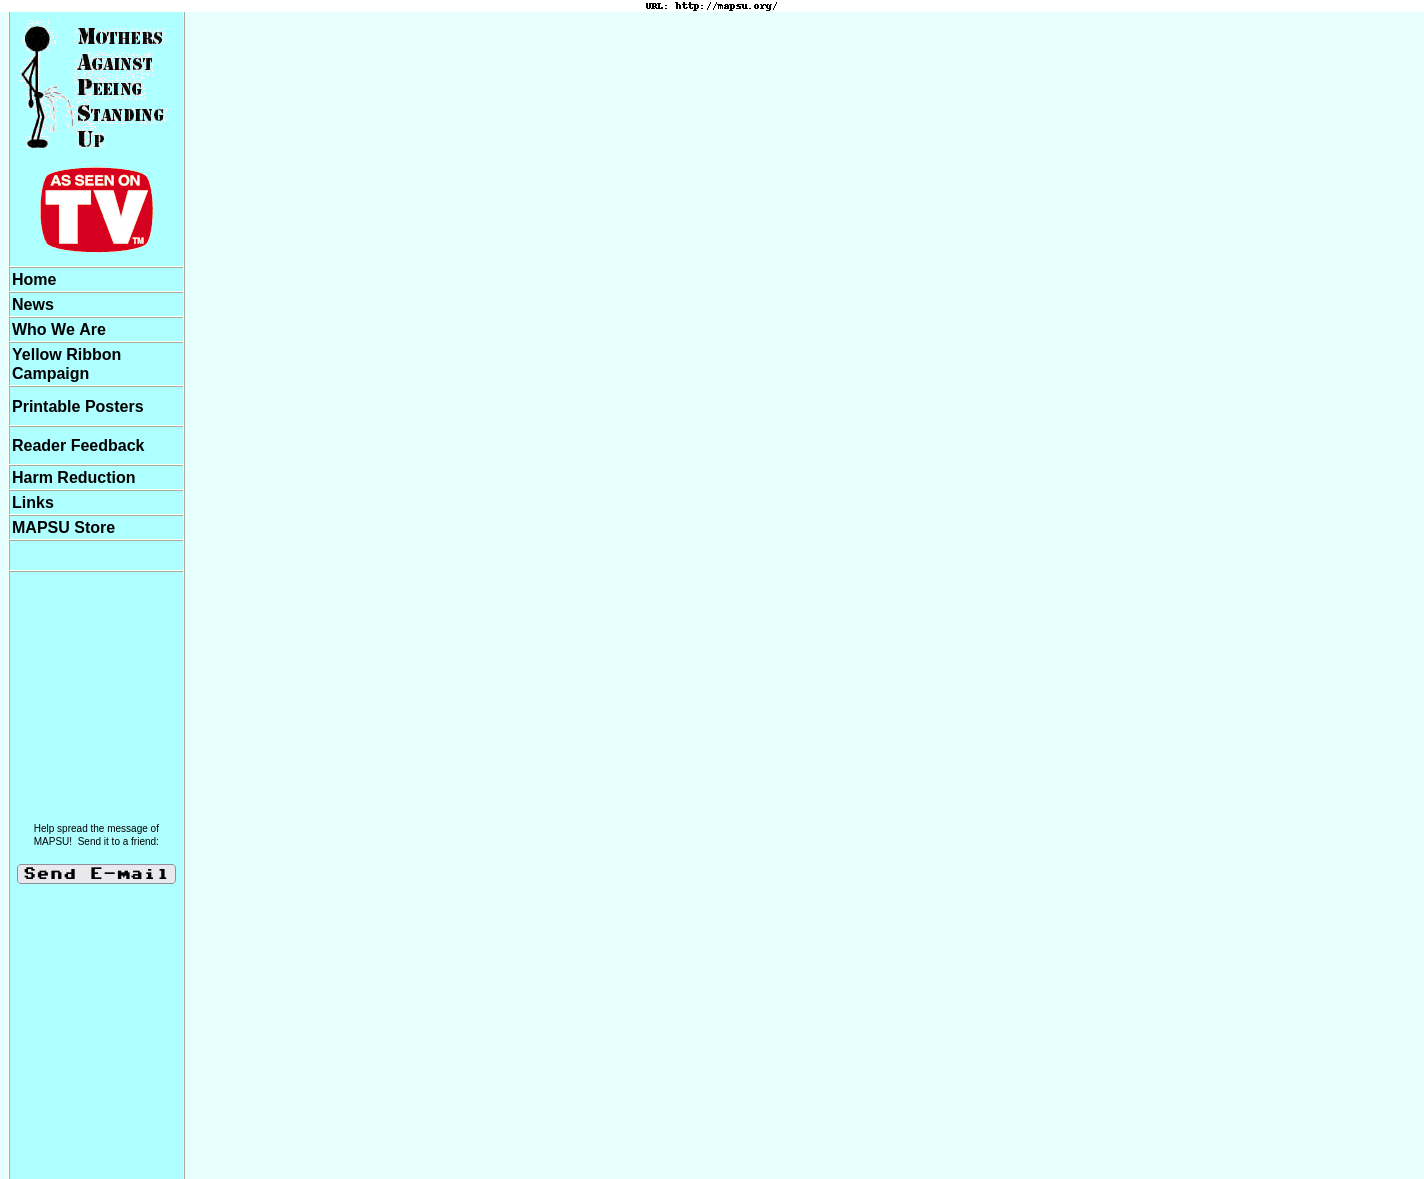 URL: http://mapsu.org/
Mothers
Against
Peeing
Standing
Up
AS SEEN ON
TV TM
Home
News
Who We Are
Yellow Ribbon
Campaign
Printable Posters
Reader Feedback
Harm Reduction
Links
MAPSU Store
Help spread the message of
MAPSU!  Send it to a friend:
Send E-mail